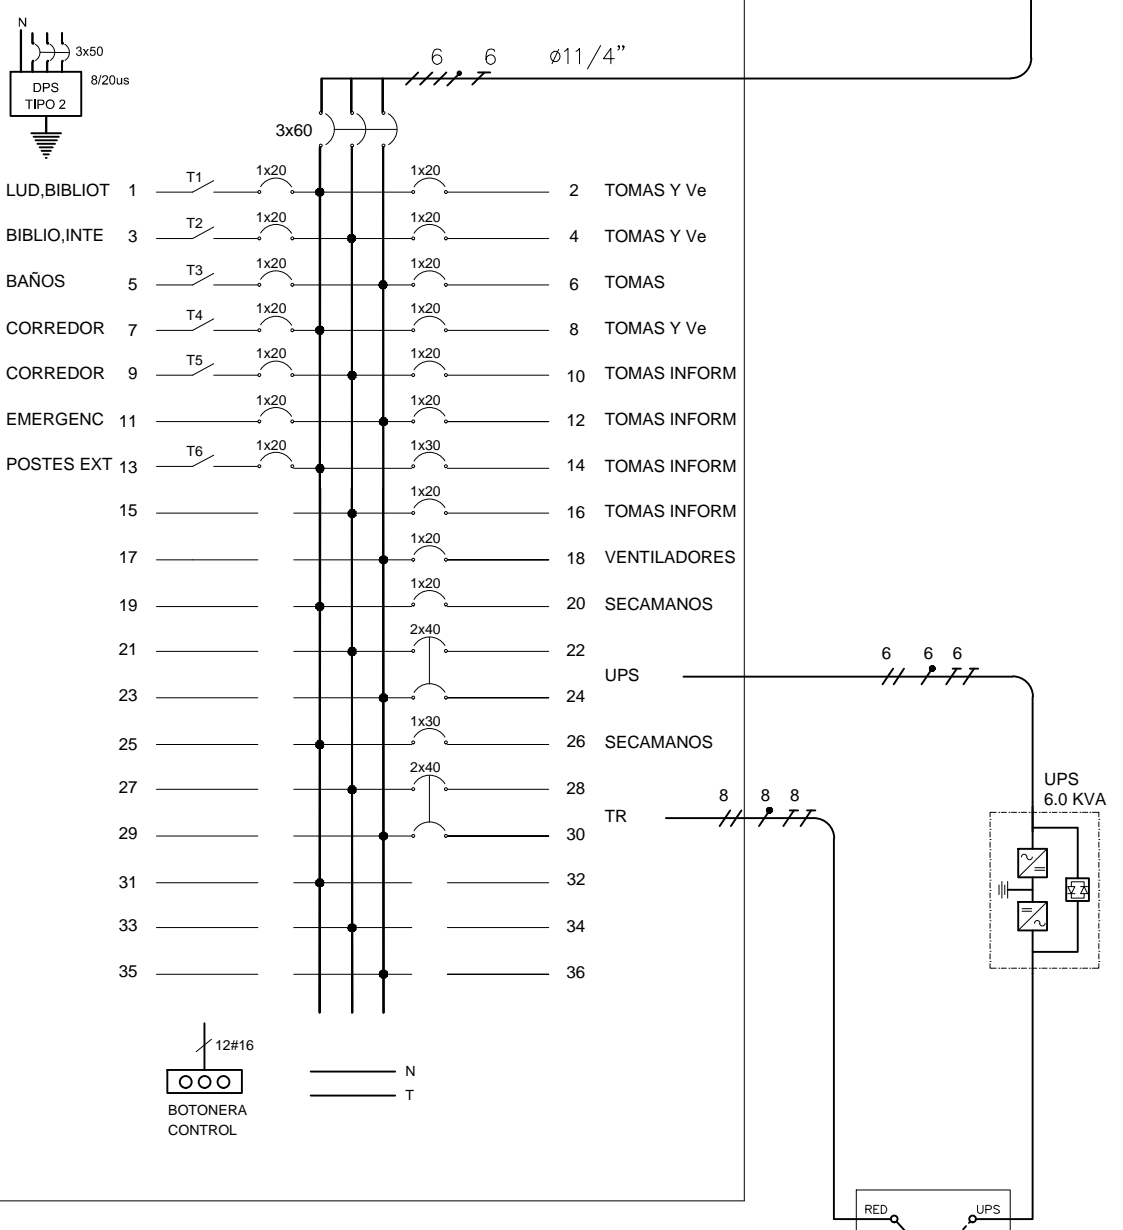 N
3x50
DPS
TIPO 2
8/20us
6 6 ø11/4”
3x60
LUD,BIBLIOT 1 T1 1x20 1x20 2 TOMAS Y Ve
BIBLIO,INTE 3 T2 1x20 1x20 4 TOMAS Y Ve
BAÑOS 5 T3 1x20 1x20 6 TOMAS
CORREDOR 7 T4 1x20 1x20 8 TOMAS Y Ve
CORREDOR 9 T5 1x20 1x20 10 TOMAS INFORM
EMERGENC 11 1x20 1x20 12 TOMAS INFORM
POSTES EXT 13 T6 1x20 1x30 14 TOMAS INFORM
15 1x20 16 TOMAS INFORM
17 1x20 18 VENTILADORES
19 1x20 20 SECAMANOS
21 2x40 22
UPS 6 6 6
23 24
25 1x30 26 SECAMANOS
27 2x40 28
TR 8 8 8
29 30
31 32
33 34
35 36
UPS
6.0 KVA
12#16
BOTONERA
CONTROL
N
T
RED UPS